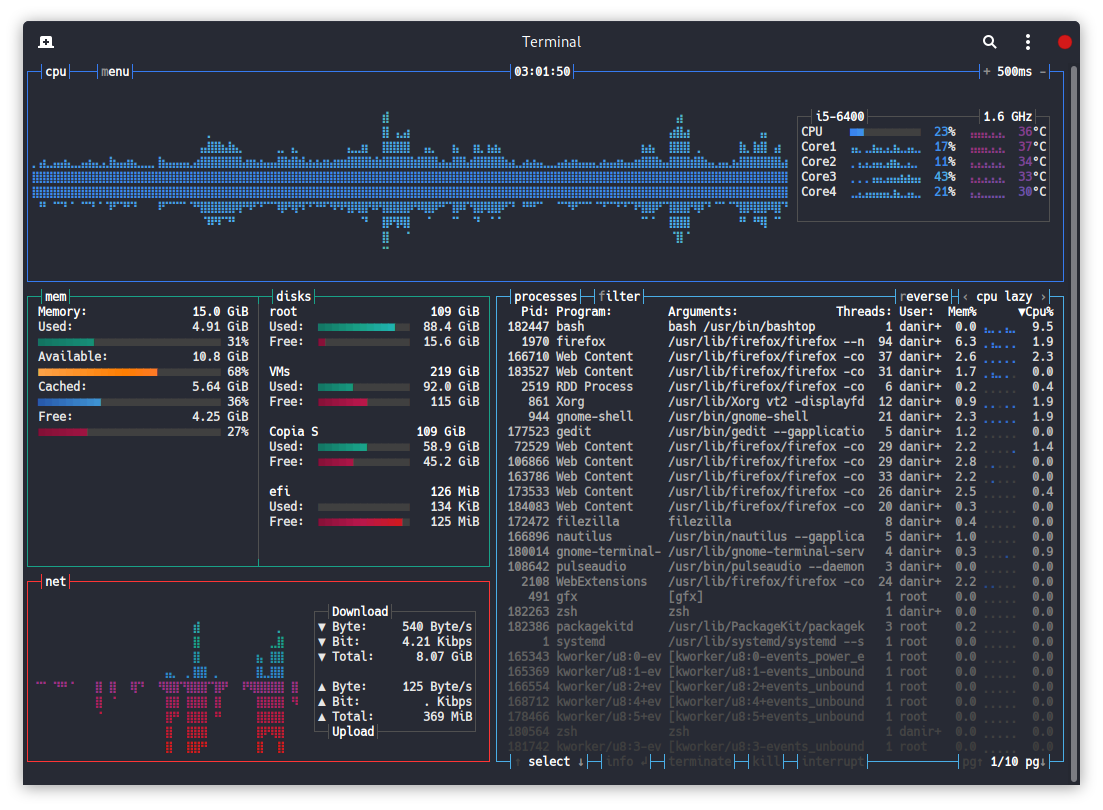 Terminal
cpu menu 03:01:50 + 500ms -
i5-6400 1.6 GHz
CPU 23% 36°C
Core1 17% 37°C
Core2 11% 34°C
Core3 43% 33°C
Core4 21% 30°C
mem
Memory: 15.0 GiB
Used: 4.91 GiB
31%
Available: 10.8 GiB
68%
Cached: 5.64 GiB
36%
Free: 4.25 GiB
27%
disks
root 109 GiB
Used: 88.4 GiB
Free: 15.6 GiB
VMs 219 GiB
Used: 92.0 GiB
Free: 115 GiB
Copia S 109 GiB
Used: 58.9 GiB
Free: 45.2 GiB
efi 126 MiB
Used: 134 KiB
Free: 125 MiB
net
Download
▼ Byte: 540 Byte/s
▼ Bit: 4.21 Kibps
▼ Total: 8.07 GiB
▲ Byte: 125 Byte/s
▲ Bit: . Kibps
▲ Total: 369 MiB
Upload
processes filter reverse ‹ cpu lazy ›
Pid: Program: Arguments: Threads: User: Mem% ▼Cpu%
182447 bash bash /usr/bin/bashtop 1 danir+ 0.0 9.5
1970 firefox /usr/lib/firefox/firefox --n 94 danir+ 6.3 1.9
166710 Web Content /usr/lib/firefox/firefox -co 37 danir+ 2.6 2.3
183527 Web Content /usr/lib/firefox/firefox -co 31 danir+ 1.7 0.0
2519 RDD Process /usr/lib/firefox/firefox -co 6 danir+ 0.2 0.4
861 Xorg /usr/lib/Xorg vt2 -displayfd 12 danir+ 0.9 1.9
944 gnome-shell /usr/bin/gnome-shell 21 danir+ 2.3 1.9
177523 gedit /usr/bin/gedit --gapplicatio 5 danir+ 1.2 0.0
72529 Web Content /usr/lib/firefox/firefox -co 29 danir+ 2.2 1.4
106866 Web Content /usr/lib/firefox/firefox -co 29 danir+ 2.8 0.0
163786 Web Content /usr/lib/firefox/firefox -co 33 danir+ 2.2 0.0
173533 Web Content /usr/lib/firefox/firefox -co 26 danir+ 2.5 0.4
184083 Web Content /usr/lib/firefox/firefox -co 20 danir+ 0.3 0.0
172472 filezilla filezilla 8 danir+ 0.4 0.0
166896 nautilus /usr/bin/nautilus --gapplica 5 danir+ 1.0 0.0
180014 gnome-terminal- /usr/lib/gnome-terminal-serv 4 danir+ 0.3 0.9
108642 pulseaudio /usr/bin/pulseaudio --daemon 3 danir+ 0.2 0.0
2108 WebExtensions /usr/lib/firefox/firefox -co 24 danir+ 2.2 0.0
491 gfx [gfx] 1 root 0.0 0.0
182263 zsh zsh 1 danir+ 0.0 0.0
182386 packagekitd /usr/lib/PackageKit/packagek 3 root 0.2 0.0
1 systemd /usr/lib/systemd/systemd --s 1 root 0.0 0.0
165343 kworker/u8:0-ev [kworker/u8:0-events_power_e 1 root 0.0 0.0
165369 kworker/u8:1-ev [kworker/u8:1-events_unbound 1 root 0.0 0.0
166554 kworker/u8:2+ev [kworker/u8:2+events_unbound 1 root 0.0 0.0
168712 kworker/u8:4+ev [kworker/u8:4+events_unbound 1 root 0.0 0.0
178466 kworker/u8:5+ev [kworker/u8:5+events_unbound 1 root 0.0 0.0
180564 zsh zsh 1 danir+ 0.0 0.0
181742 kworker/u8:3-ev [kworker/u8:3-events_unbound 1 root 0.0 0.0
↑ select ↓ info ↲ terminate kill interrupt pg↑ 1/10 pg↓